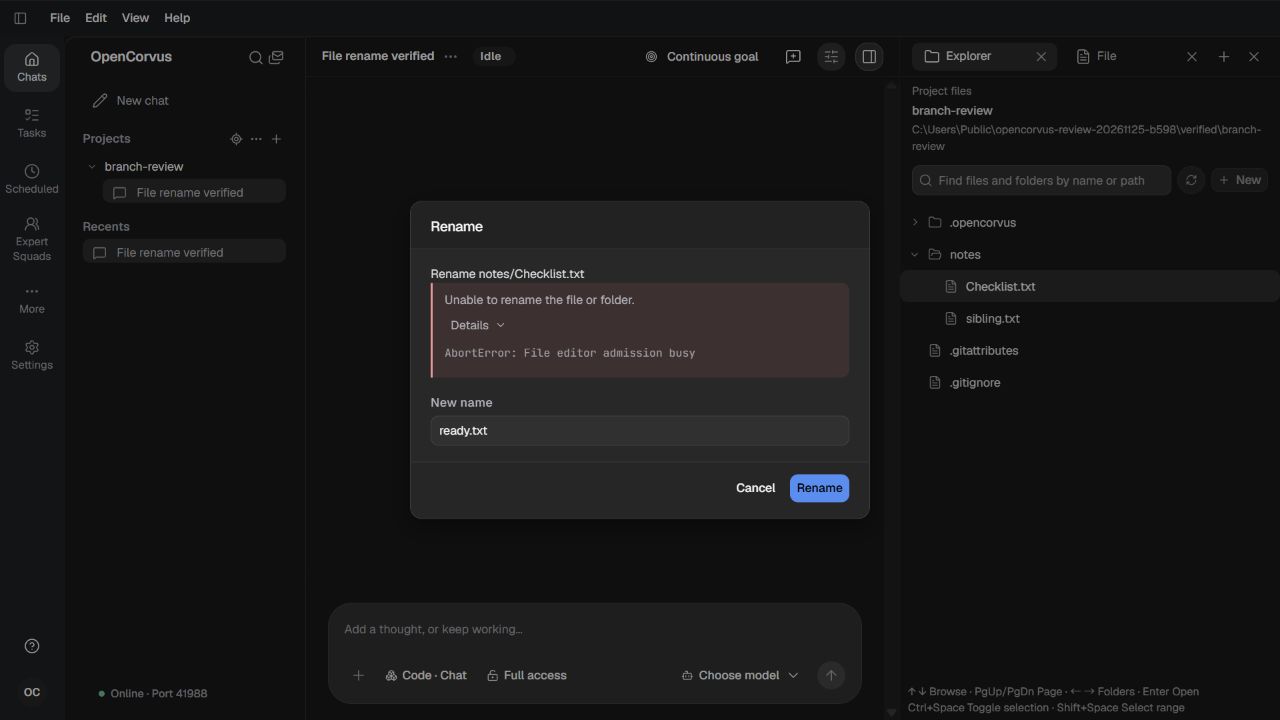 File Edit View Help
Chats
Tasks
Scheduled
Expert
Squads
More
Settings
OC
OpenCorvus
New chat
Projects
branch-review
File rename verified
Recents
File rename verified
Online · Port 41988
File rename verified ··· Idle
Continuous goal
Rename
Rename notes/Checklist.txt
Unable to rename the file or folder.
Details
AbortError: File editor admission busy
New name
ready.txt
Cancel Rename
Add a thought, or keep working...
Code · Chat Full access Choose model
Explorer File
Project files
branch-review
C:\Users\Public\opencorvus-review-20261125-b598\verified\branch-
review
Find files and folders by name or path
+ New
.opencorvus
notes
Checklist.txt
sibling.txt
.gitattributes
.gitignore
↑↓ Browse · PgUp/PgDn Page · ←→ Folders · Enter Open
Ctrl+Space Toggle selection · Shift+Space Select range